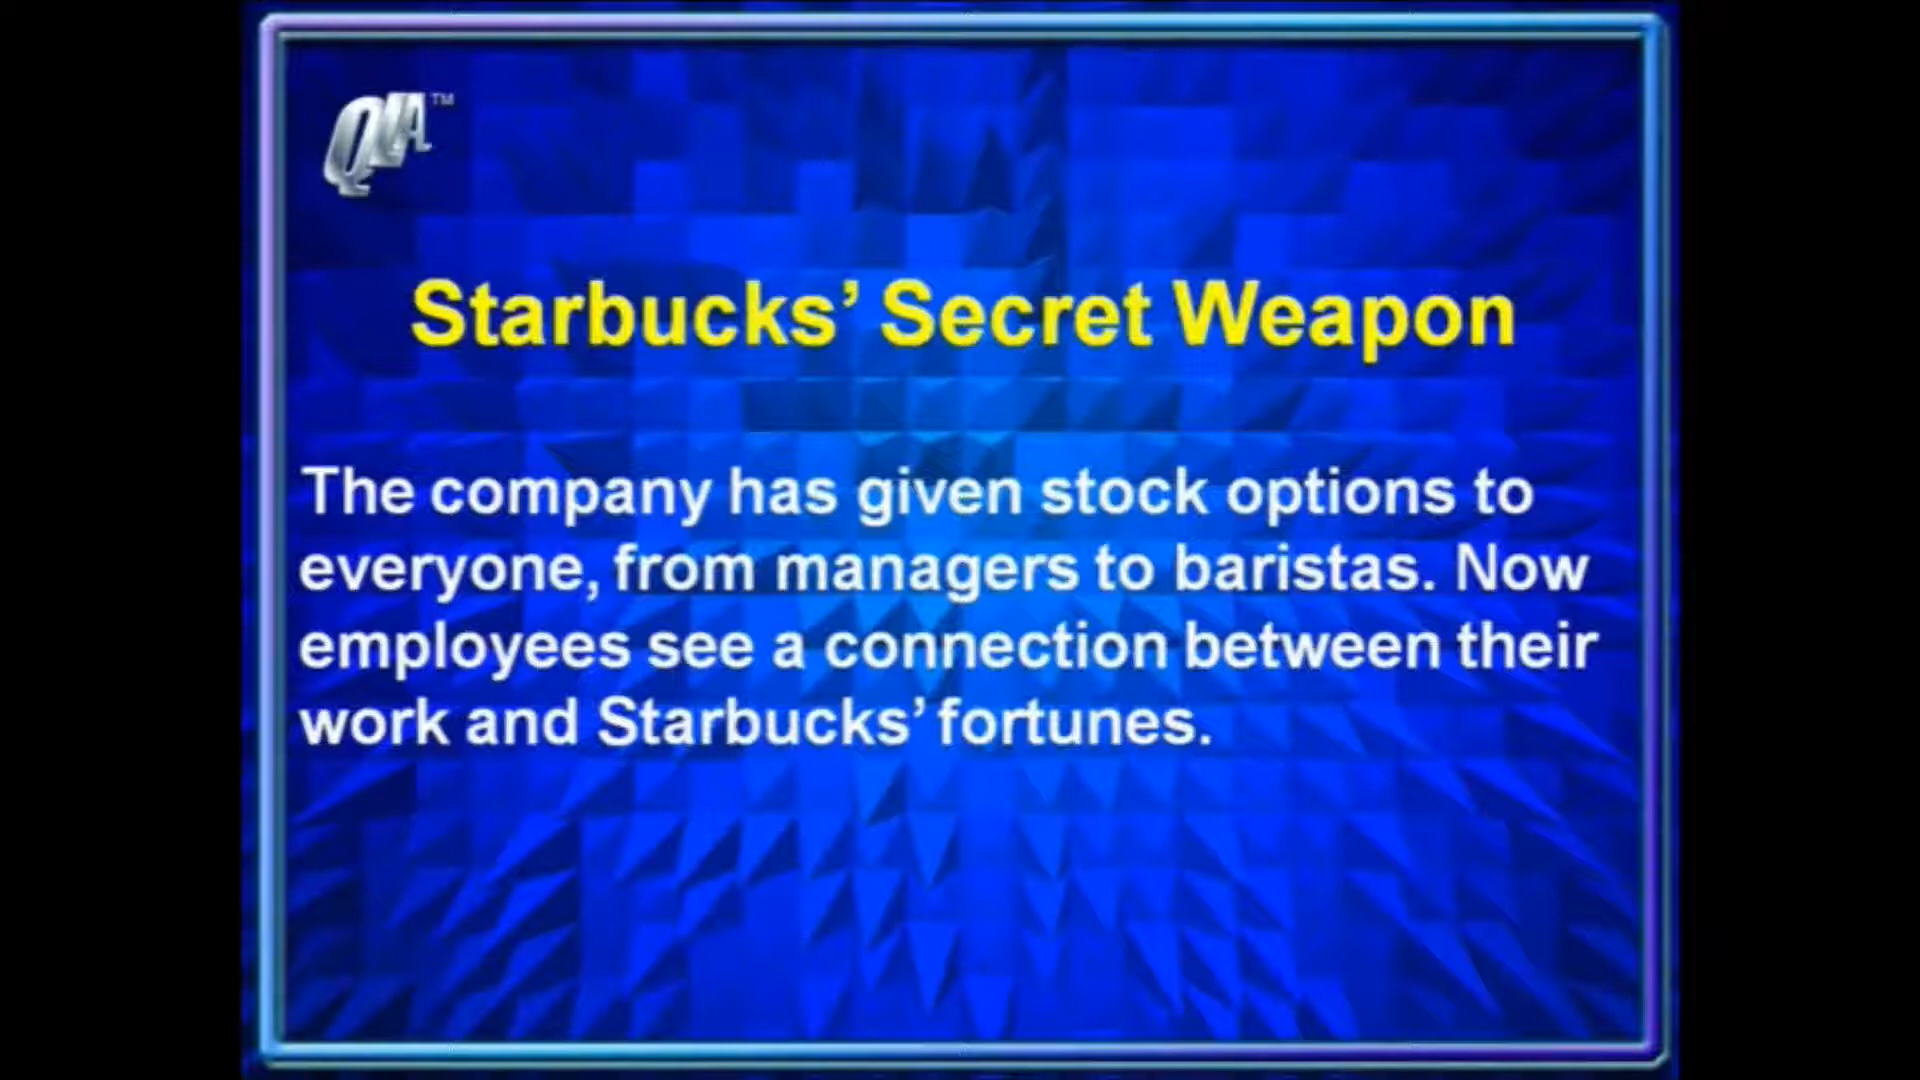 QLA™
Starbucks’ Secret Weapon
The company has given stock options to
everyone, from managers to baristas. Now
employees see a connection between their
work and Starbucks’ fortunes.